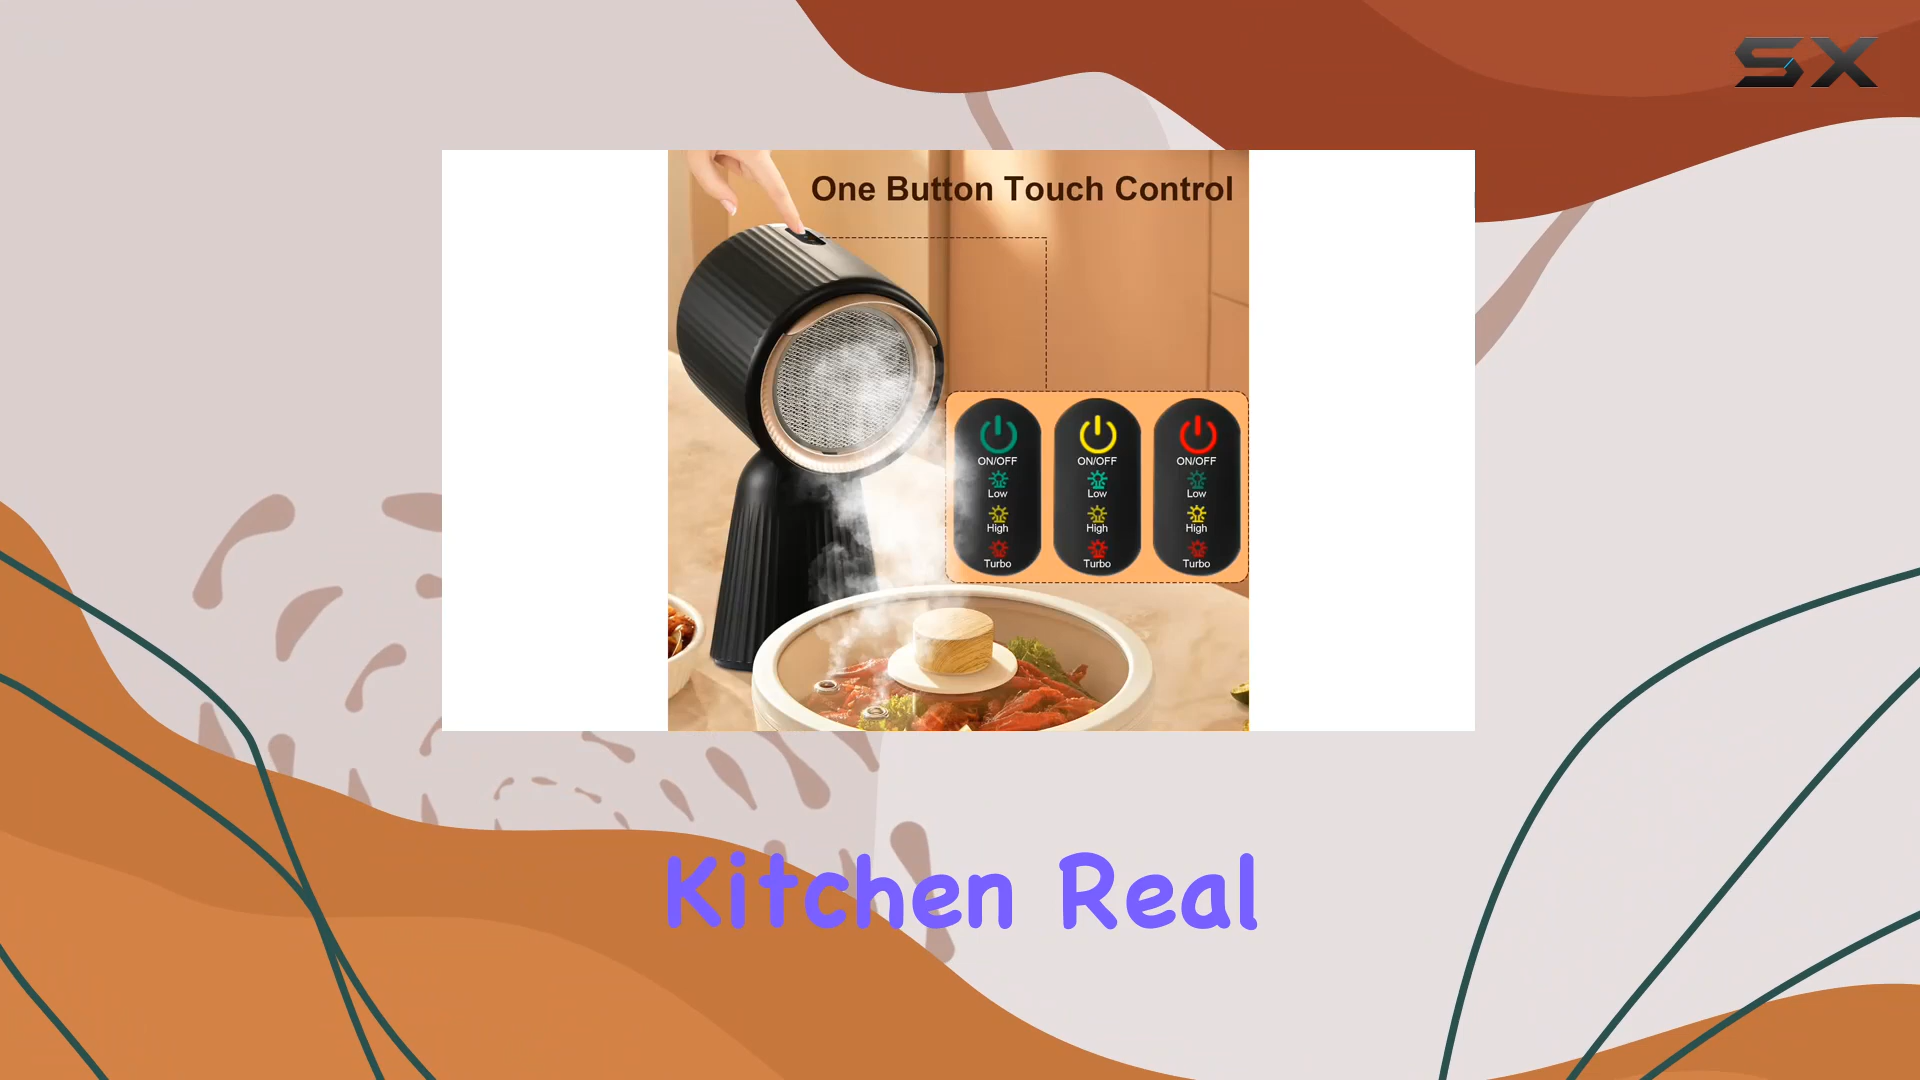 SX
One Button Touch Control
ON/OFF ON/OFF ON/OFF
Low Low Low
High High High
Turbo Turbo Turbo
Kitchen Real